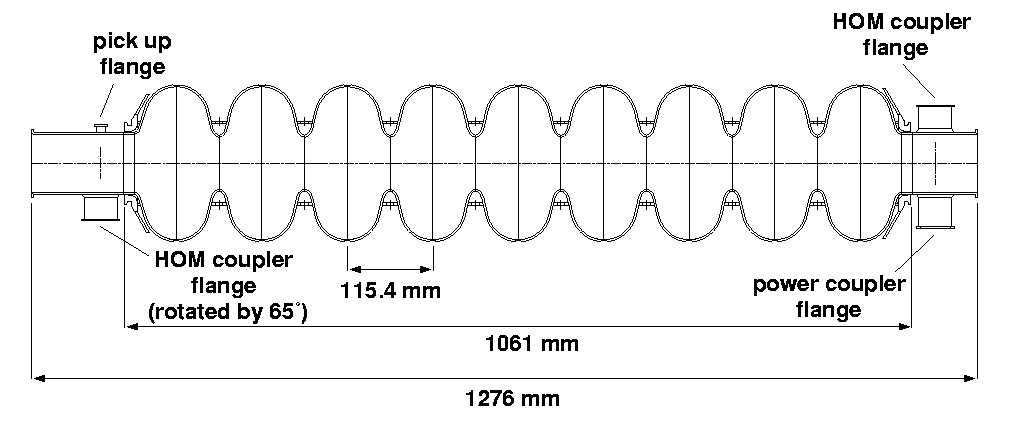 HOM coupler
flange
pick up
flange
HOM coupler
flange
(rotated by 65°)
115.4 mm
power coupler
flange
1061 mm
1276 mm